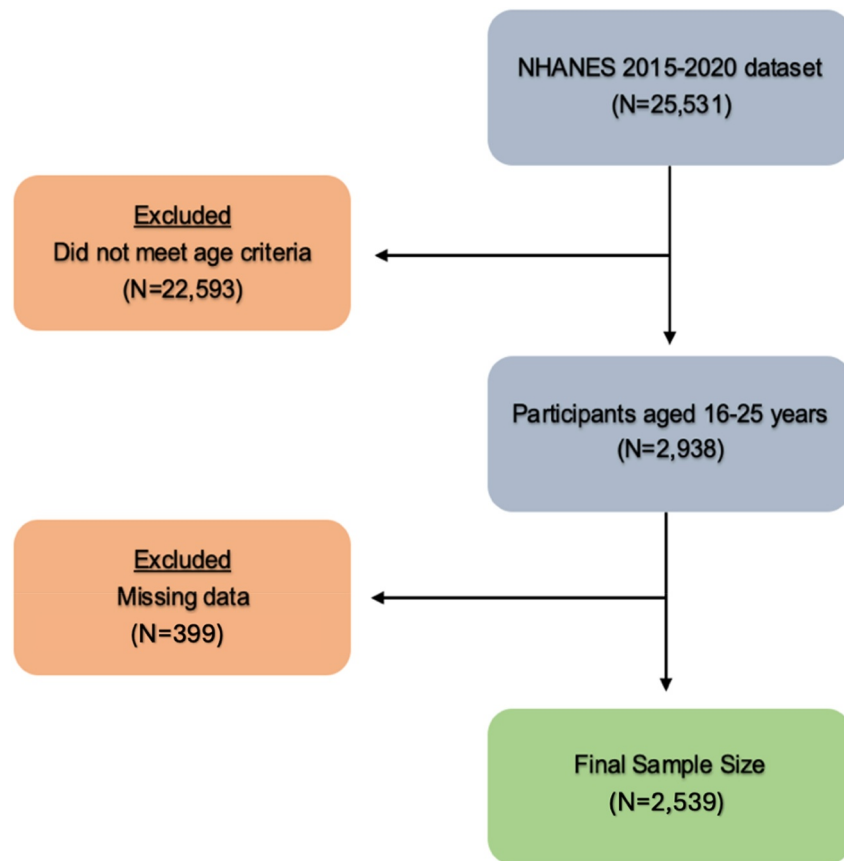 NHANES 2015-2020 dataset
(N=25,531)
Excluded
Did not meet age criteria
(N=22,593)
Participants aged 16-25 years
(N=2,938)
Excluded
Missing data
(N=399)
Final Sample Size
(N=2,539)